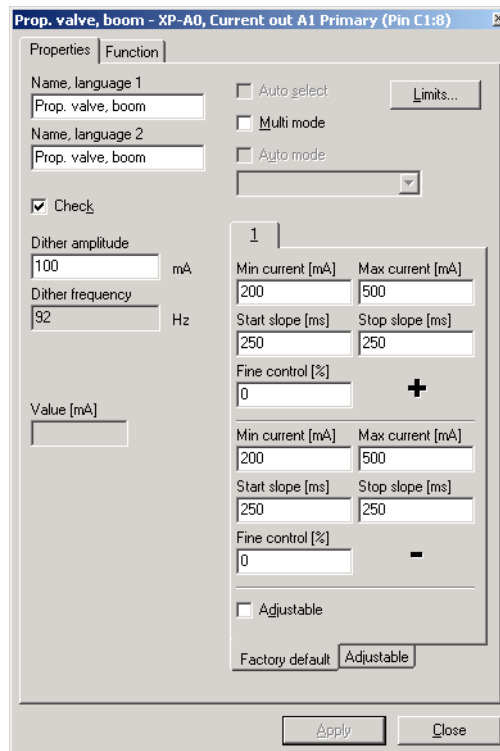 Prop. valve, boom - XP-A0, Current out A1 Primary (Pin C1:8)
Properties Function
Name, language 1
Prop. valve, boom
Name, language 2
Prop. valve, boom
Check
Dither amplitude
100 mA
Dither frequency
92 Hz
Value [mA]
Auto select
Limits...
Multi mode
Auto mode
1
Min current [mA] Max current [mA]
200 500
Start slope [ms] Stop slope [ms]
250 250
Fine control [%]
0 +
Min current [mA] Max current [mA]
200 500
Start slope [ms] Stop slope [ms]
250 250
Fine control [%]
0 -
Adjustable
Factory default Adjustable
Apply Close